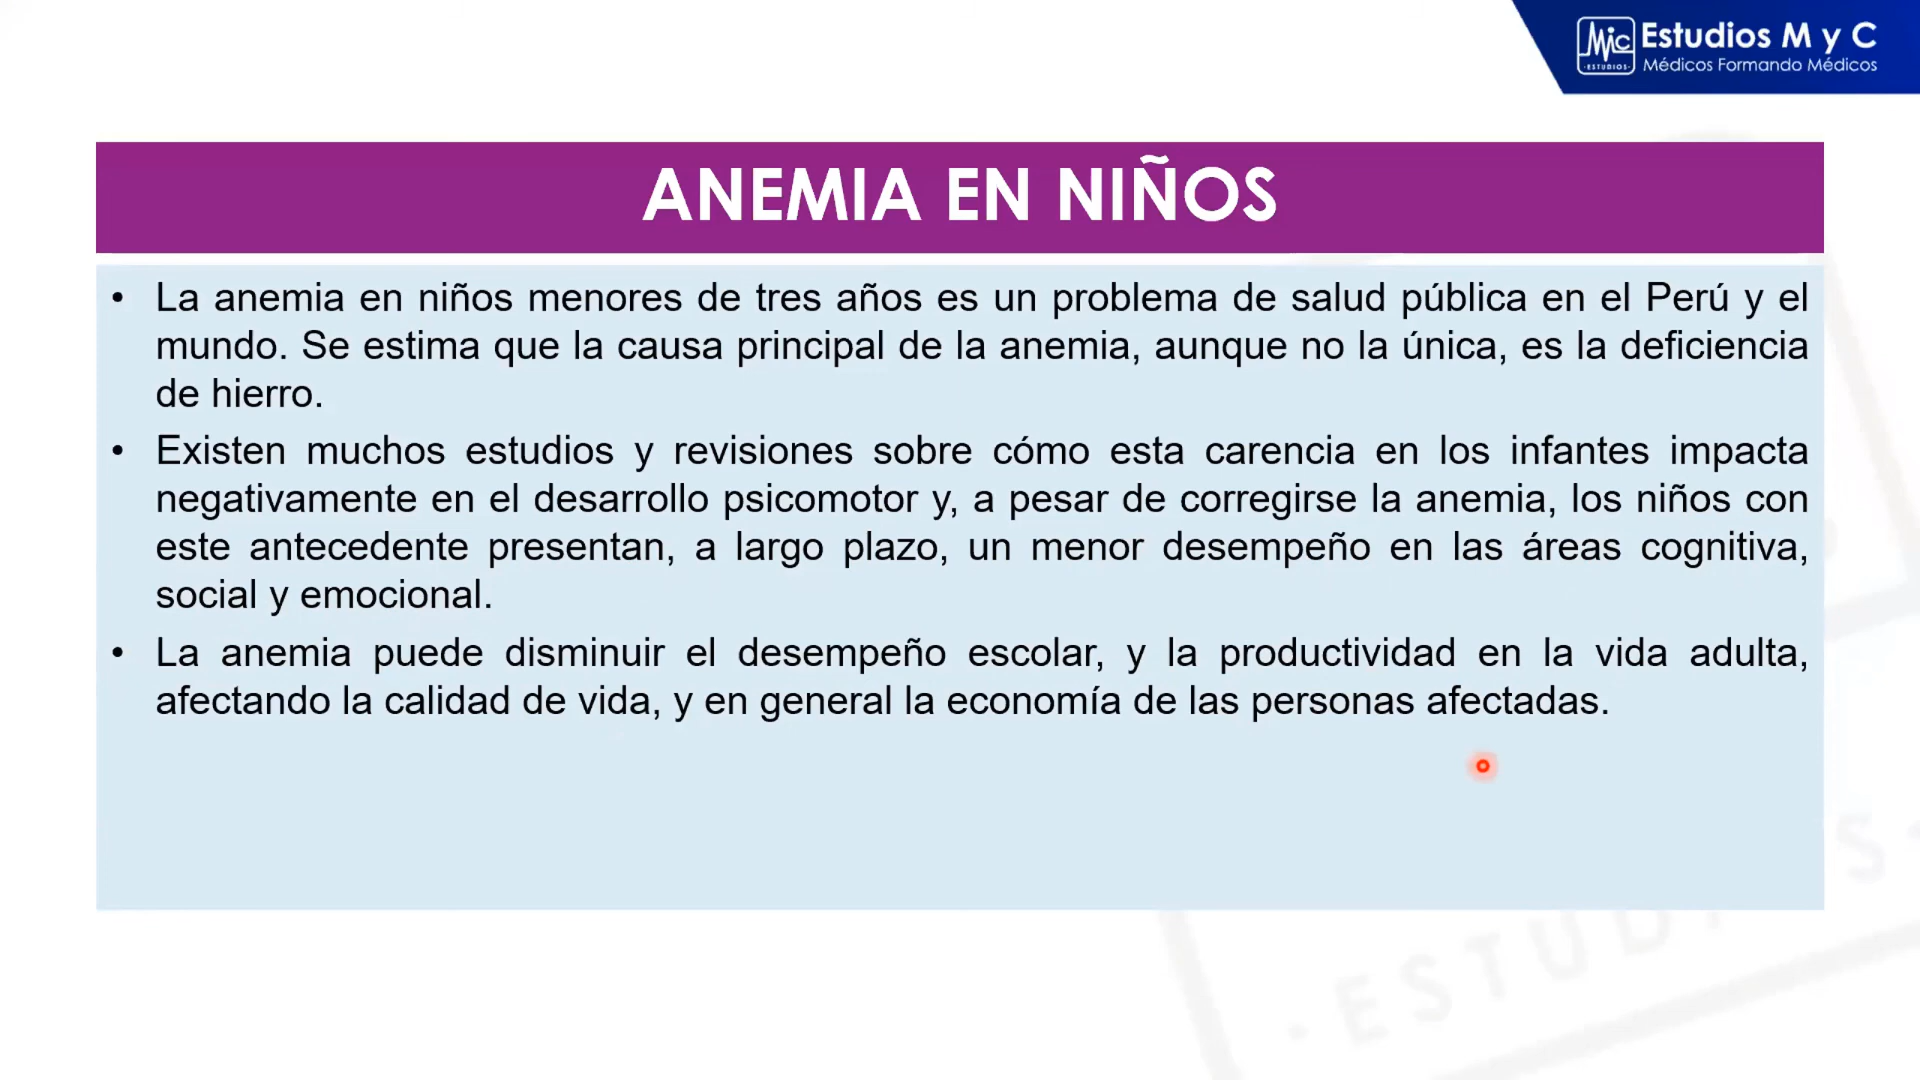 Mic
·ESTUDIOS·
Estudios M y C
Médicos Formando Médicos
ANEMIA EN NIÑOS
• La anemia en niños menores de tres años es un problema de salud pública en el Perú y el
mundo. Se estima que la causa principal de la anemia, aunque no la única, es la deficiencia
de hierro.
• Existen muchos estudios y revisiones sobre cómo esta carencia en los infantes impacta
negativamente en el desarrollo psicomotor y, a pesar de corregirse la anemia, los niños con
este antecedente presentan, a largo plazo, un menor desempeño en las áreas cognitiva,
social y emocional.
• La anemia puede disminuir el desempeño escolar, y la productividad en la vida adulta,
afectando la calidad de vida, y en general la economía de las personas afectadas.